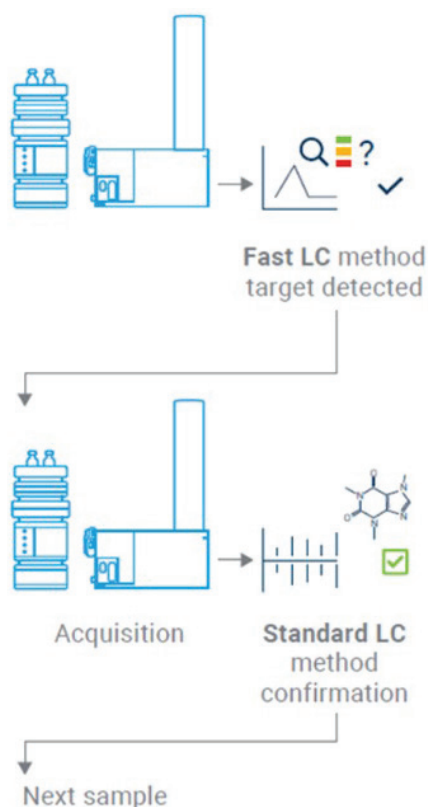 ?
Fast LC method
target detected
O
N
N
O
N
N
Acquisition
Standard LC
method
confirmation
Next sample